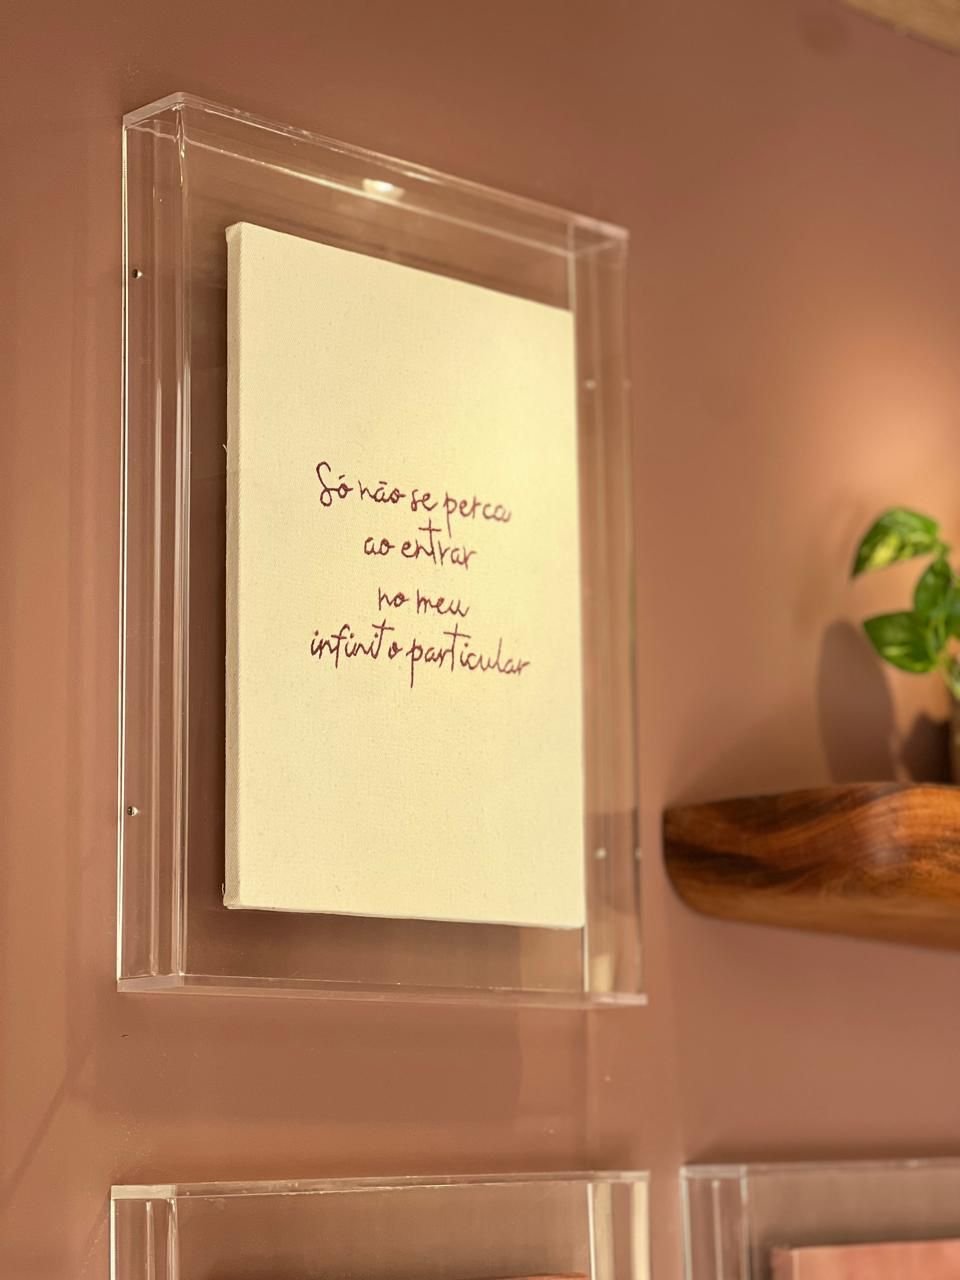 Só não se perca
ao entrar
no meu
infinito particular